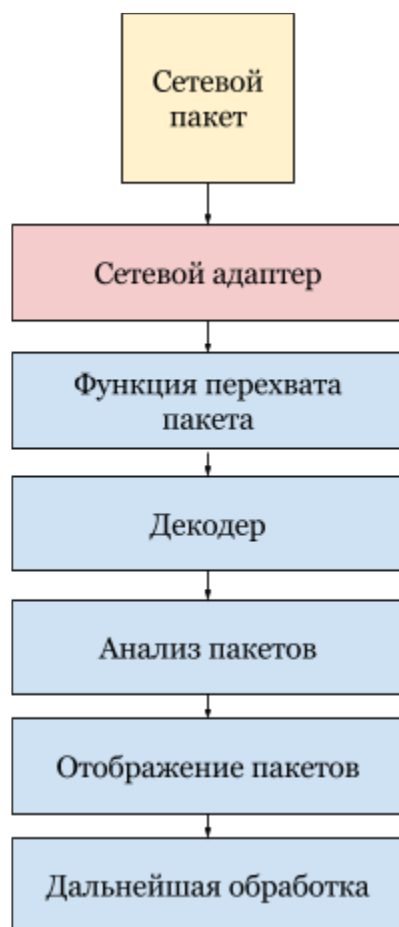 Сетевой
пакет
Сетевой адаптер
Функция перехвата
пакета
Декодер
Анализ пакетов
Отображение пакетов
Дальнейшая обработка